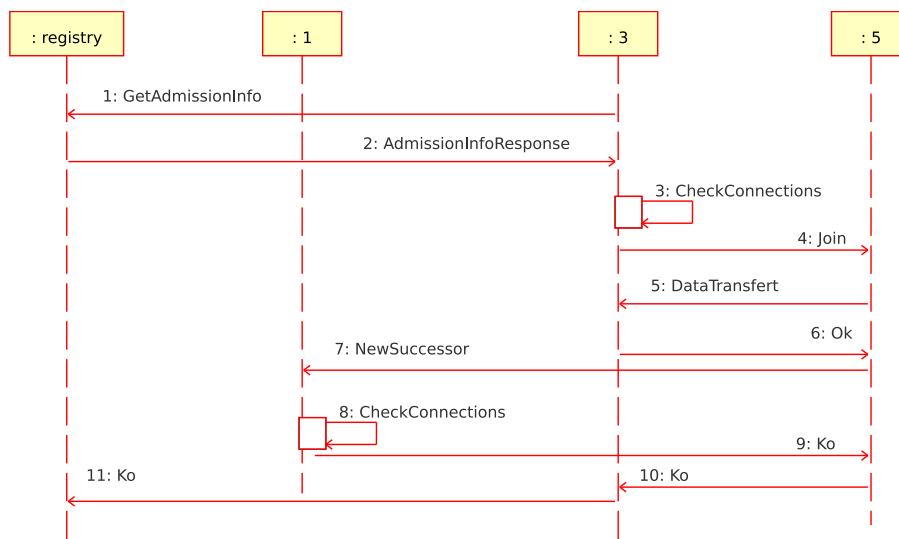 : registry
: 1
: 3
: 5
1: GetAdmissionInfo
2: AdmissionInfoResponse
3: CheckConnections
4: Join
5: DataTransfert
6: Ok
7: NewSuccessor
8: CheckConnections
9: Ko
10: Ko
11: Ko